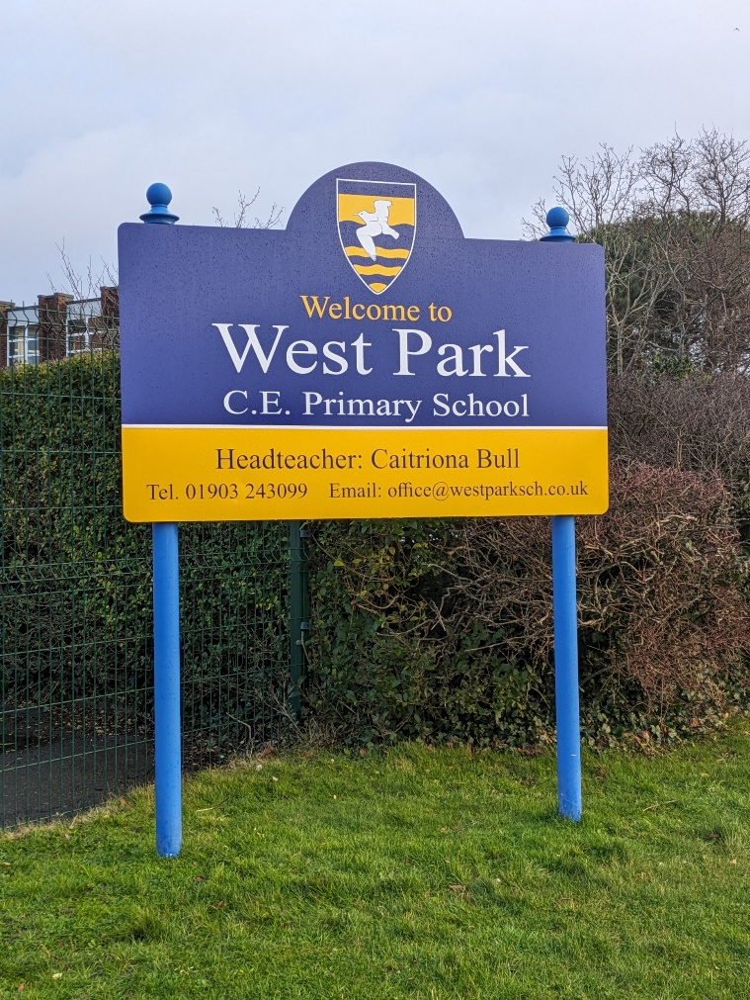 Welcome to
West Park
C.E. Primary School
Headteacher: Caitriona Bull
Tel. 01903 243099 Email: office@westparksch.co.uk